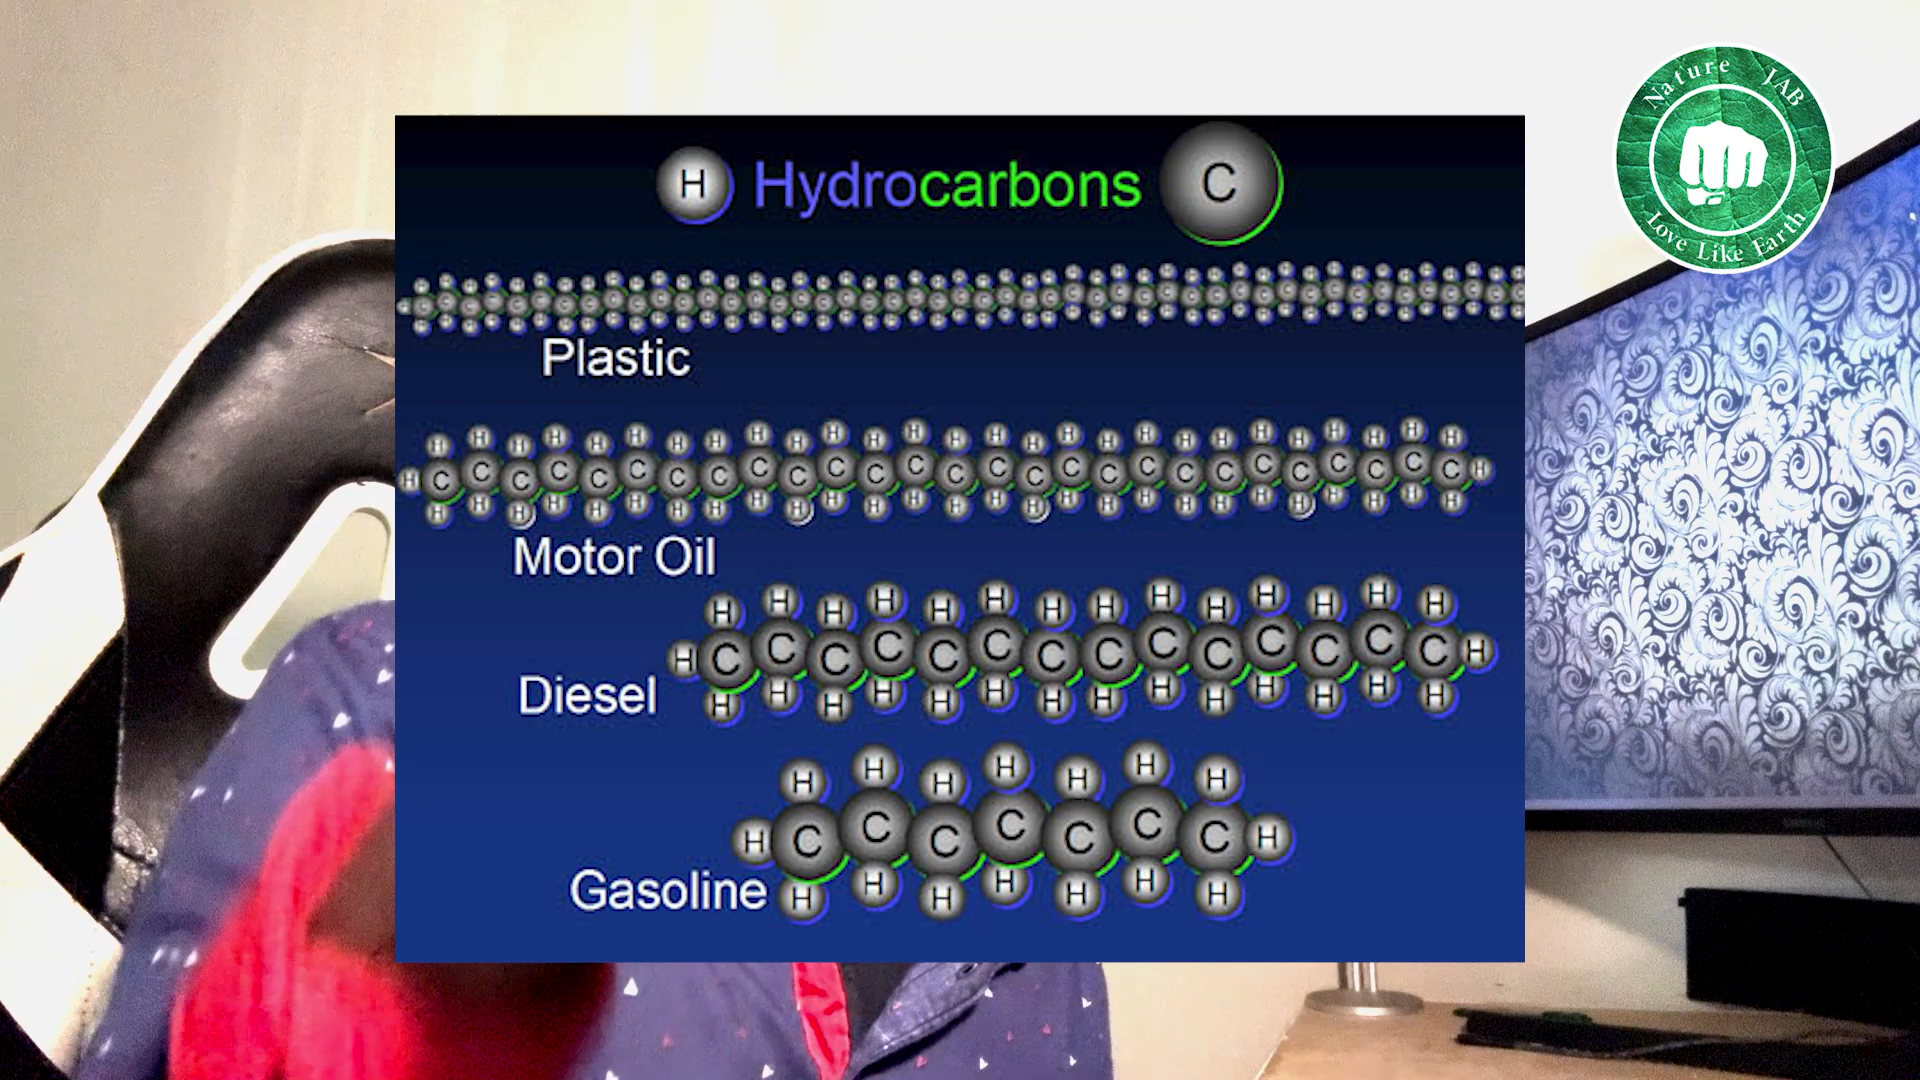 Nature JAB
Love Like Earth
H Hydrocarbons C
Plastic
H H H H H H H H H H H H H H H H H H H H H H H H H H H
H C C C C C C C C C C C C C C C C C C C C C C C C C C C H
H H H H H H H H H H H H H H H H H H H H H H H H H H H
Motor Oil
H H H H H H H H H H H H H H
H C C C C C C C C C C C C C C H
Diesel
H H H H H H H H H H H H H H
H H H H H H H
H C C C C C C C H
Gasoline
H H H H H H H